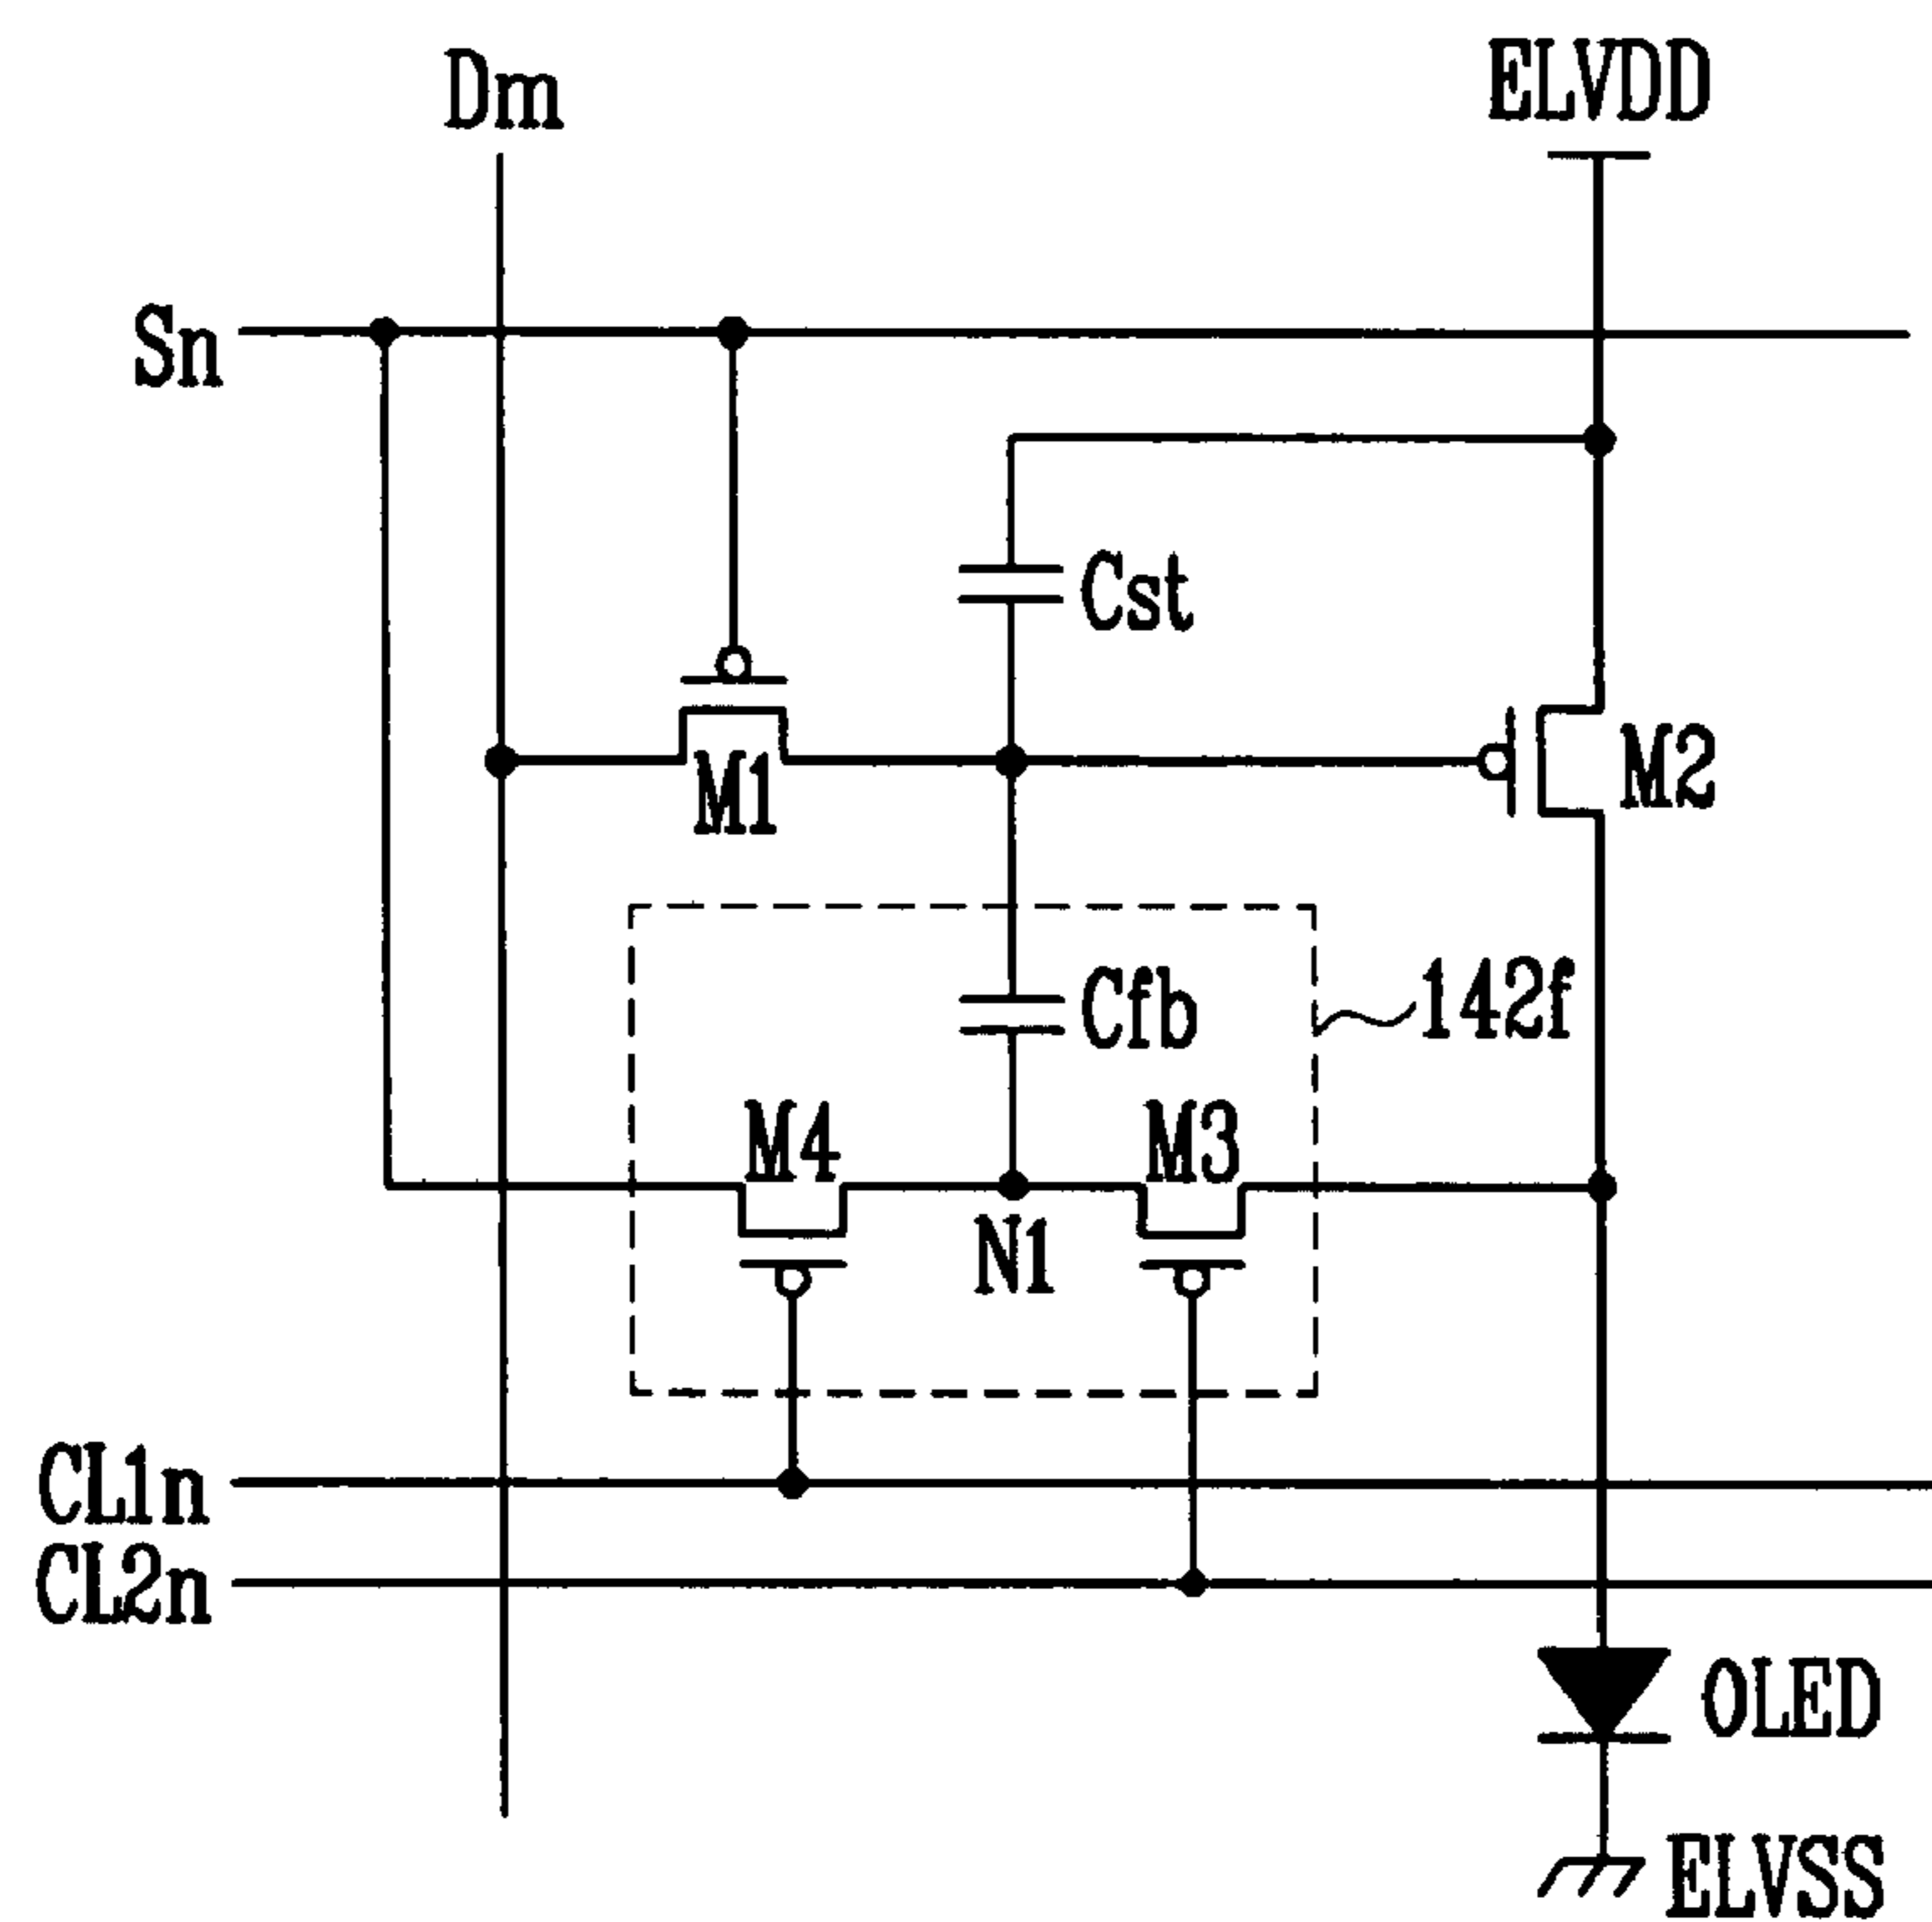 Dm
ELVDD
Sn
Cst
M1
M2
Cfb
142f
M4
M3
N1
CL1n
CL2n
OLED
ELVSS